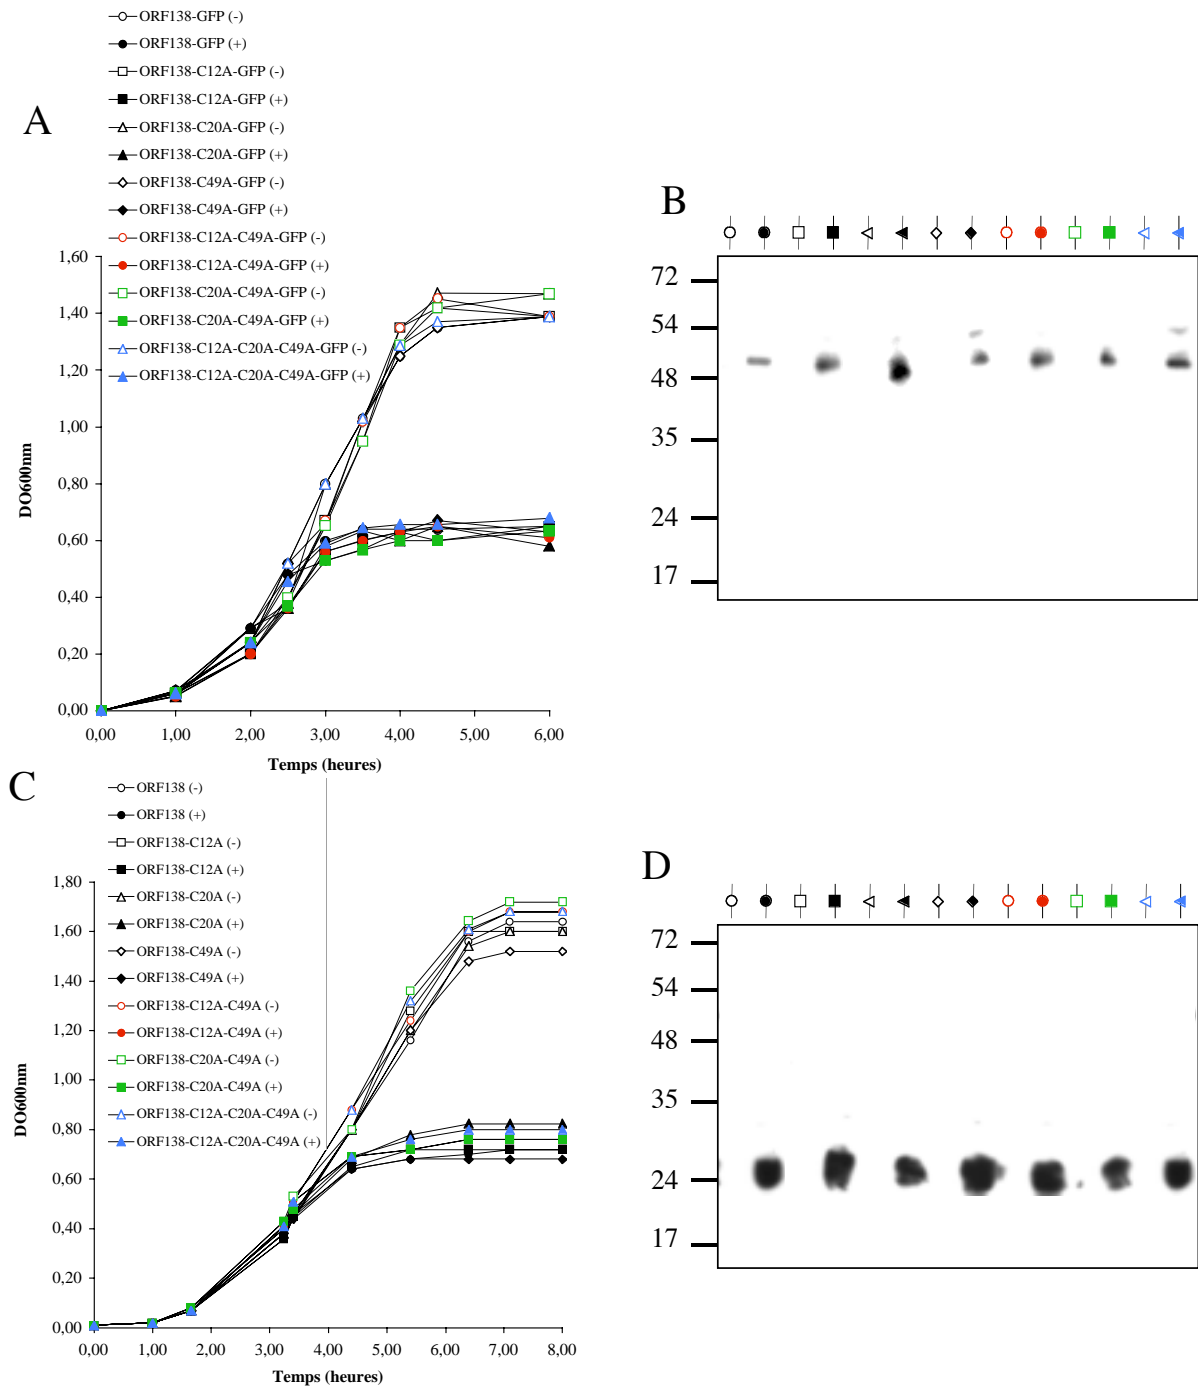 ORF138-GFP (-)
ORF138-GFP (+)
ORF138-C12A-GFP (-)
ORF138-C12A-GFP (+)
ORF138-C20A-GFP (-)
ORF138-C20A-GFP (+)
ORF138-C49A-GFP (-)
ORF138-C49A-GFP (+)
ORF138-C12A-C49A-GFP (-)
ORF138-C12A-C49A-GFP (+)
ORF138-C20A-C49A-GFP (-)
ORF138-C20A-C49A-GFP (+)
ORF138-C12A-C20A-C49A-GFP (-)
ORF138-C12A-C20A-C49A-GFP (+)
A
1,60
1,40
1,20
1,00
0,80
0,60
0,40
0,20
0,00
DO600nm
0,00 1,00 2,00 3,00 4,00 5,00 6,00
Temps (heures)
B
72
54
48
35
24
17
C
ORF138 (-)
ORF138 (+)
ORF138-C12A (-)
ORF138-C12A (+)
ORF138-C20A (-)
ORF138-C20A (+)
ORF138-C49A (-)
ORF138-C49A (+)
ORF138-C12A-C49A (-)
ORF138-C12A-C49A (+)
ORF138-C20A-C49A (-)
ORF138-C20A-C49A (+)
ORF138-C12A-C20A-C49A (-)
ORF138-C12A-C20A-C49A (+)
1,80
1,60
1,40
1,20
1,00
0,80
0,60
0,40
0,20
0,00
DO600nm
0,00 1,00 2,00 3,00 4,00 5,00 6,00 7,00 8,00
Temps (heures)
D
72
54
48
35
24
17